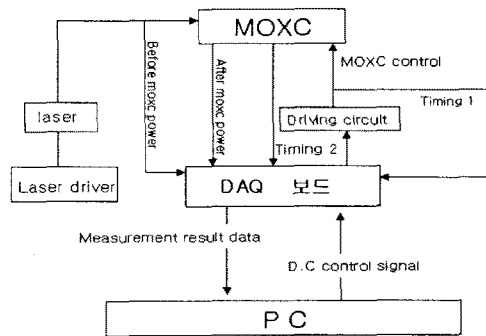 MOXC
MOXC control
Before moxc power
After moxc power
Timing 1
laser
Driving circuit
Timing 2
Laser driver
DAQ 보드
Measurement result data
D.C control signal
PC